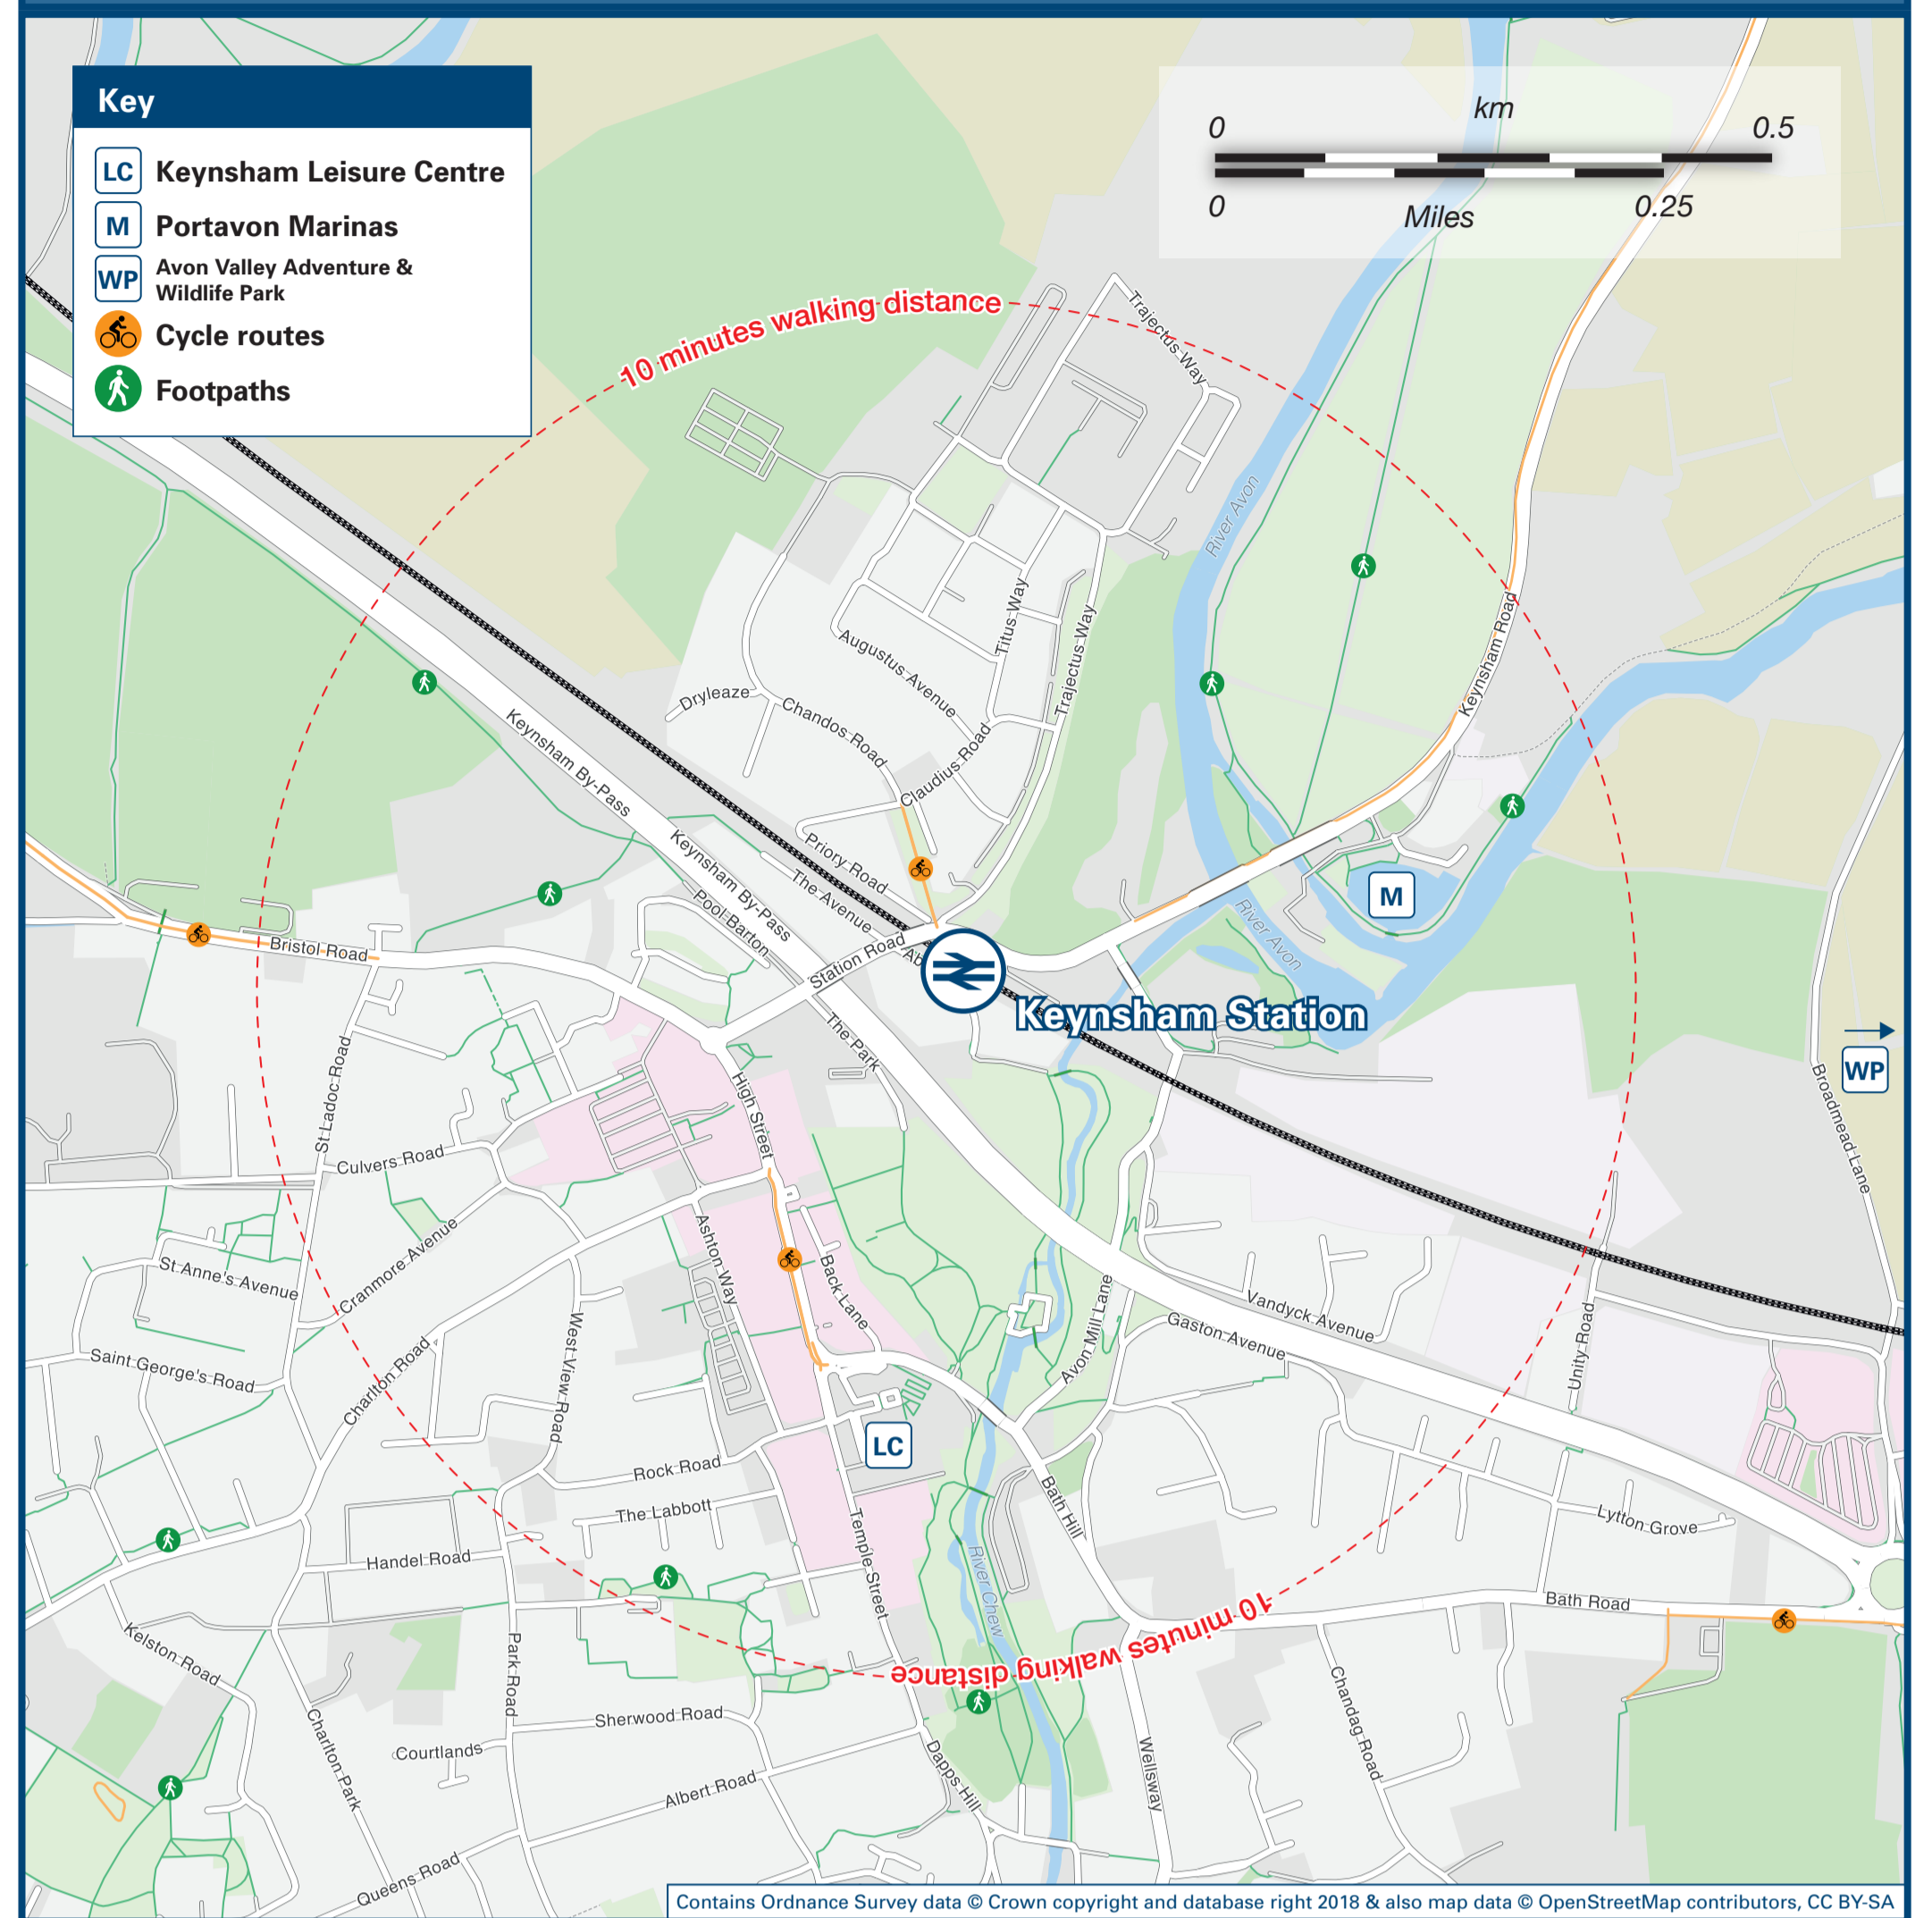 Key
LC Keynsham Leisure Centre
M Portavon Marinas
WP Avon Valley Adventure &
Wildlife Park
Cycle routes
Footpaths
km
0 0.5
0 0.25
Miles
10 minutes walking distance
Trajectus Way
River Avon
Keynsham Road
Titus Way
Trajectus Way
Augustus Avenue
Dryleaze
Chandos Road
Claudius Road
Keynsham By-Pass
Keynsham By-Pass
Priory Road
The Avenue
Pool Barton
M
River Avon
Bristol Road
Station Road
Ab
Keynsham Station
The Park
WP
High Street
St Ladoc Road
Culvers Road
Broadmead Lane
Cranmore Avenue
Ashton Way
St Anne's Avenue
Back Lane
Vandyck Avenue
Gaston Avenue
Avon Mill Lane
West View Road
Unity Road
Saint George's Road
Charlton Road
LC
Rock Road
The Labbott
Bath Hill
Lytton Grove
Temple Street
Handel Road
River Chew
Bath Road
10 minutes walking distance
Kelston Road
Park Road
Chandag Road
Sherwood Road
Charlton Park
Courtlands
Wellsway
Dapps Hill
Albert Road
Queens Road
Contains Ordnance Survey data © Crown copyright and database right 2018 & also map data © OpenStreetMap contributors, CC BY-SA